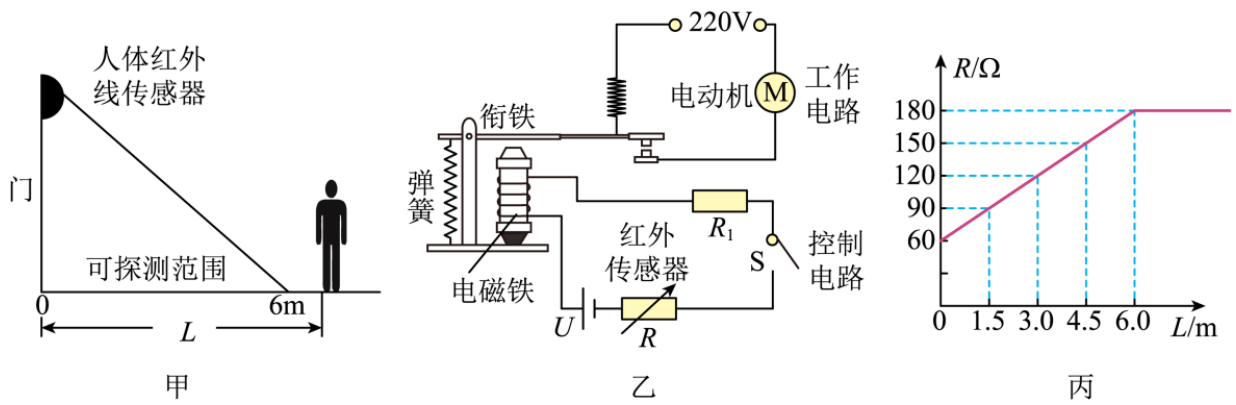 人体红外
线传感器
门
可探测范围
0
6m
L
甲
220V
电动机
M
工作
电路
衔铁
弹
簧
R₁
红外
传感器
S
控制
电路
电磁铁
U
R
乙
R/Ω
180
150
120
90
60
0 1.5 3.0 4.5 6.0 L/m
丙